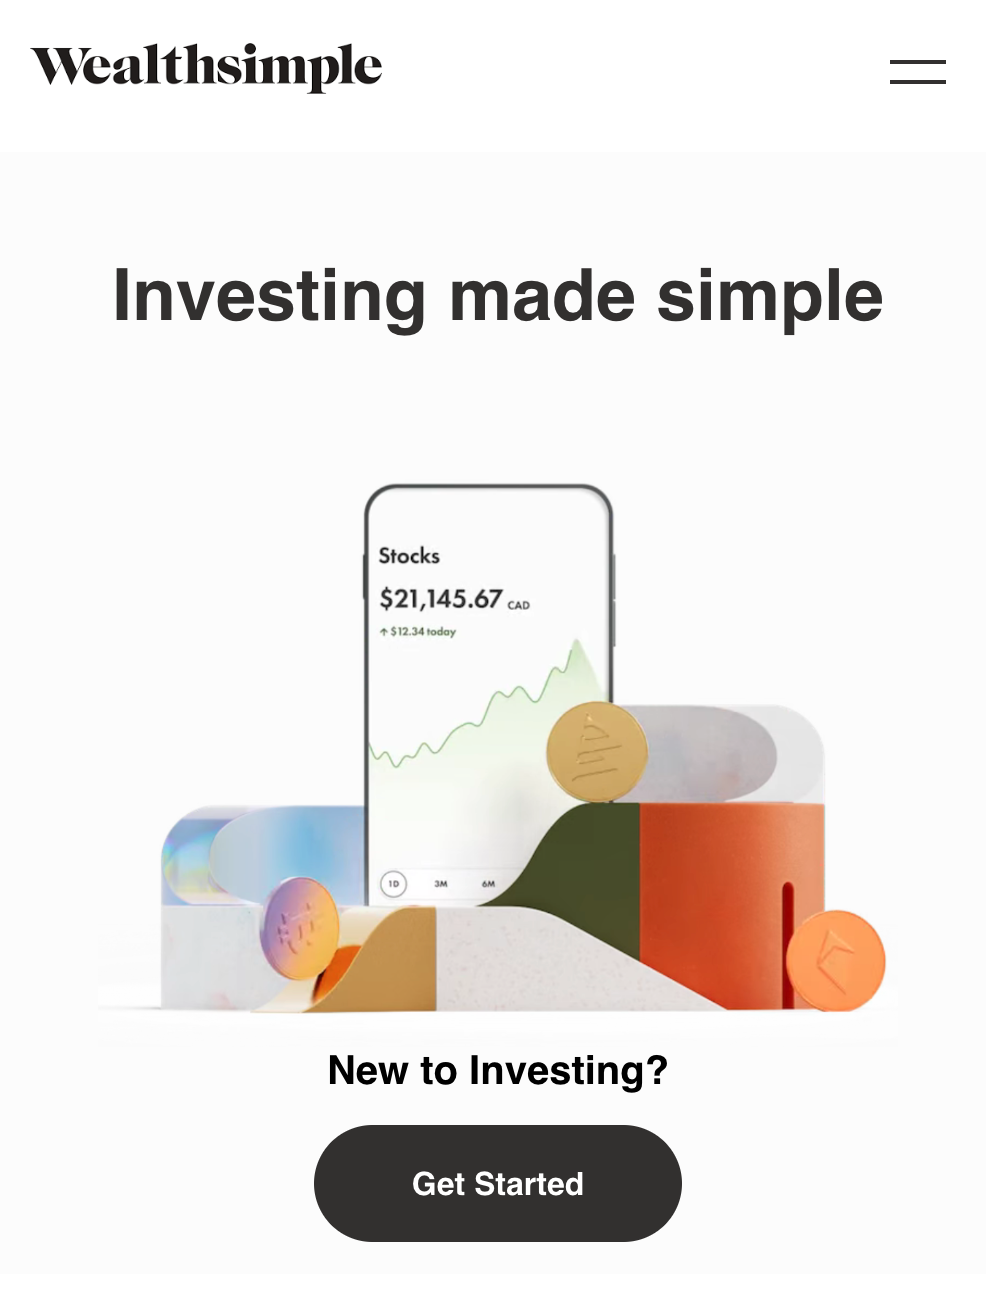 Wealthsimple
Investing made simple
Stocks
$21,145.67 CAD
↑ $12.34 today
1D 3M 6M
New to Investing?
Get Started